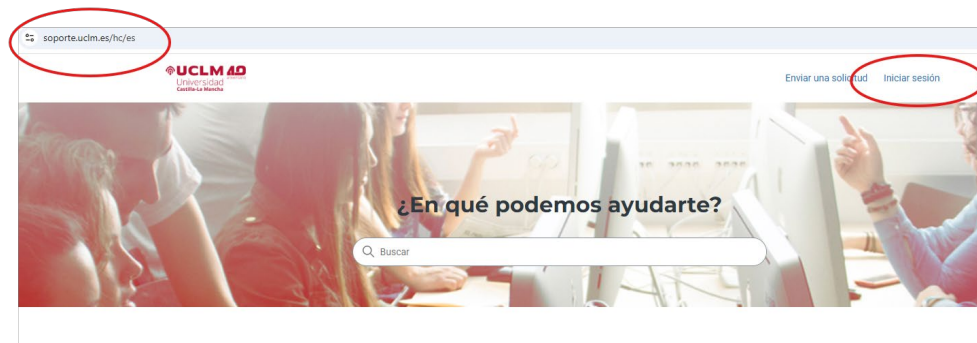 soporte.uclm.es/hc/es
UCLM 40
Universidad
Castilla-La Mancha
Enviar una solicitud Iniciar sesión
¿En qué podemos ayudarte?
Buscar